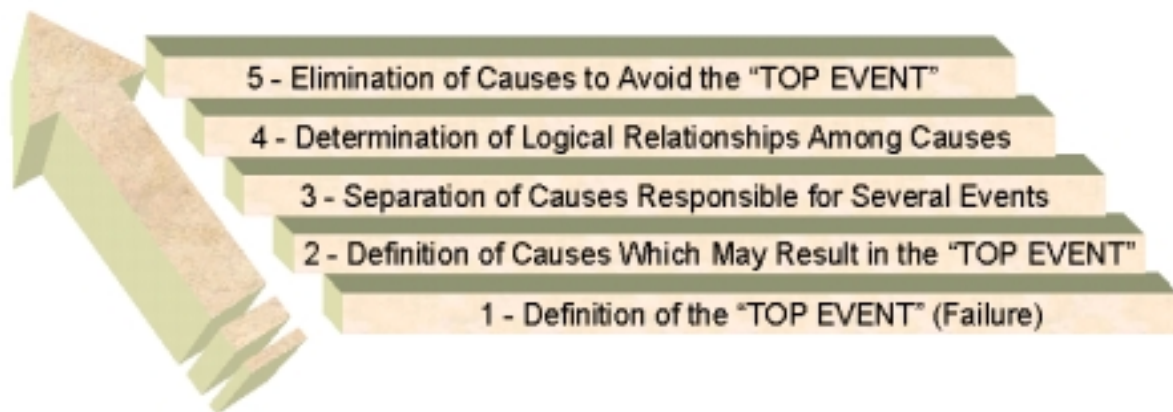 5 - Elimination of Causes to Avoid the “TOP EVENT”
4 - Determination of Logical Relationships Among Causes
3 - Separation of Causes Responsible for Several Events
2 - Definition of Causes Which May Result in the “TOP EVENT”
1 - Definition of the “TOP EVENT” (Failure)